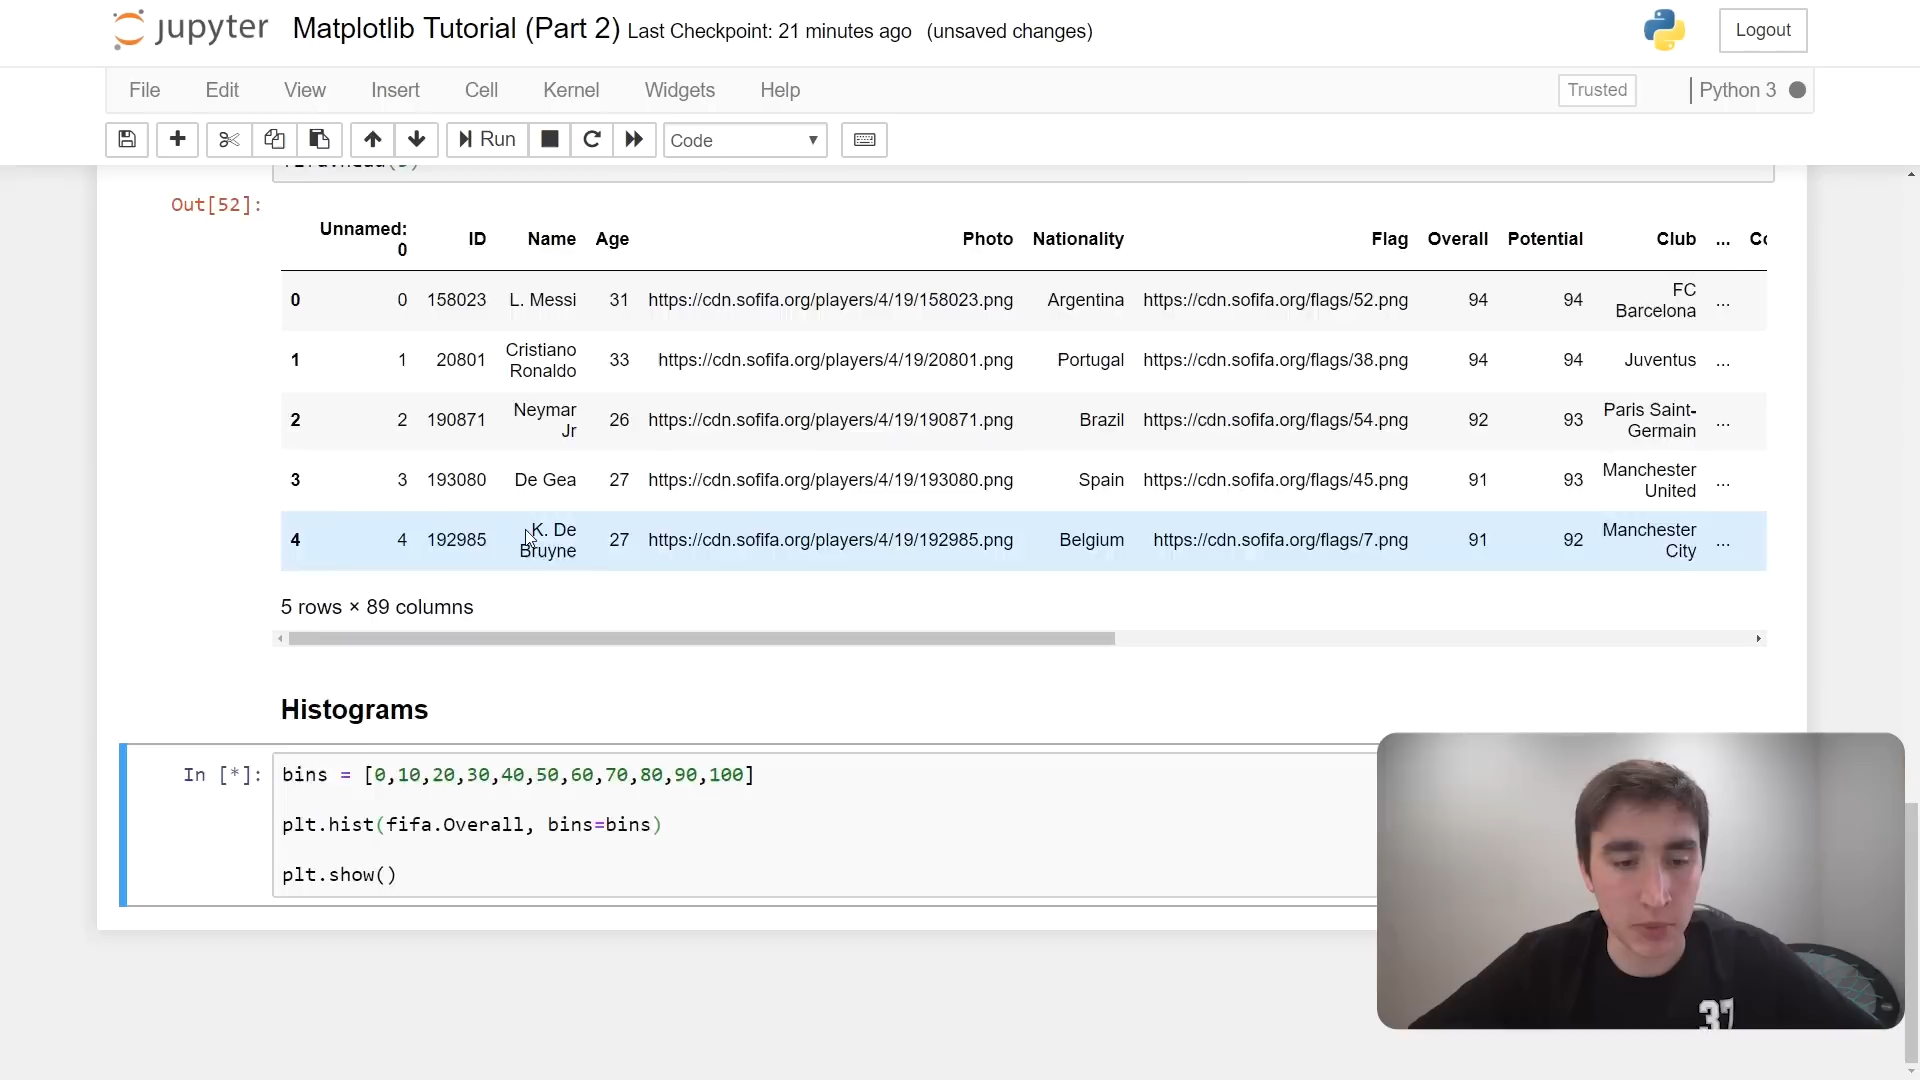 jupyter Matplotlib Tutorial (Part 2) Last Checkpoint: 21 minutes ago (unsaved changes) Logout
File Edit View Insert Cell Kernel Widgets Help Trusted Python 3
Run Code
Out[52]:
Unnamed: 0 ID Name Age Photo Nationality Flag Overall Potential Club ...
0 0 158023 L. Messi 31 https://cdn.sofifa.org/players/4/19/158023.png Argentina https://cdn.sofifa.org/flags/52.png 94 94 FC Barcelona ...
1 1 20801 Cristiano Ronaldo 33 https://cdn.sofifa.org/players/4/19/20801.png Portugal https://cdn.sofifa.org/flags/38.png 94 94 Juventus ...
2 2 190871 Neymar Jr 26 https://cdn.sofifa.org/players/4/19/190871.png Brazil https://cdn.sofifa.org/flags/54.png 92 93 Paris Saint-Germain ...
3 3 193080 De Gea 27 https://cdn.sofifa.org/players/4/19/193080.png Spain https://cdn.sofifa.org/flags/45.png 91 93 Manchester United ...
4 4 192985 K. De Bruyne 27 https://cdn.sofifa.org/players/4/19/192985.png Belgium https://cdn.sofifa.org/flags/7.png 91 92 Manchester City ...
5 rows × 89 columns
Histograms
In [*]: bins = [0,10,20,30,40,50,60,70,80,90,100]
plt.hist(fifa.Overall, bins=bins)
plt.show()
37